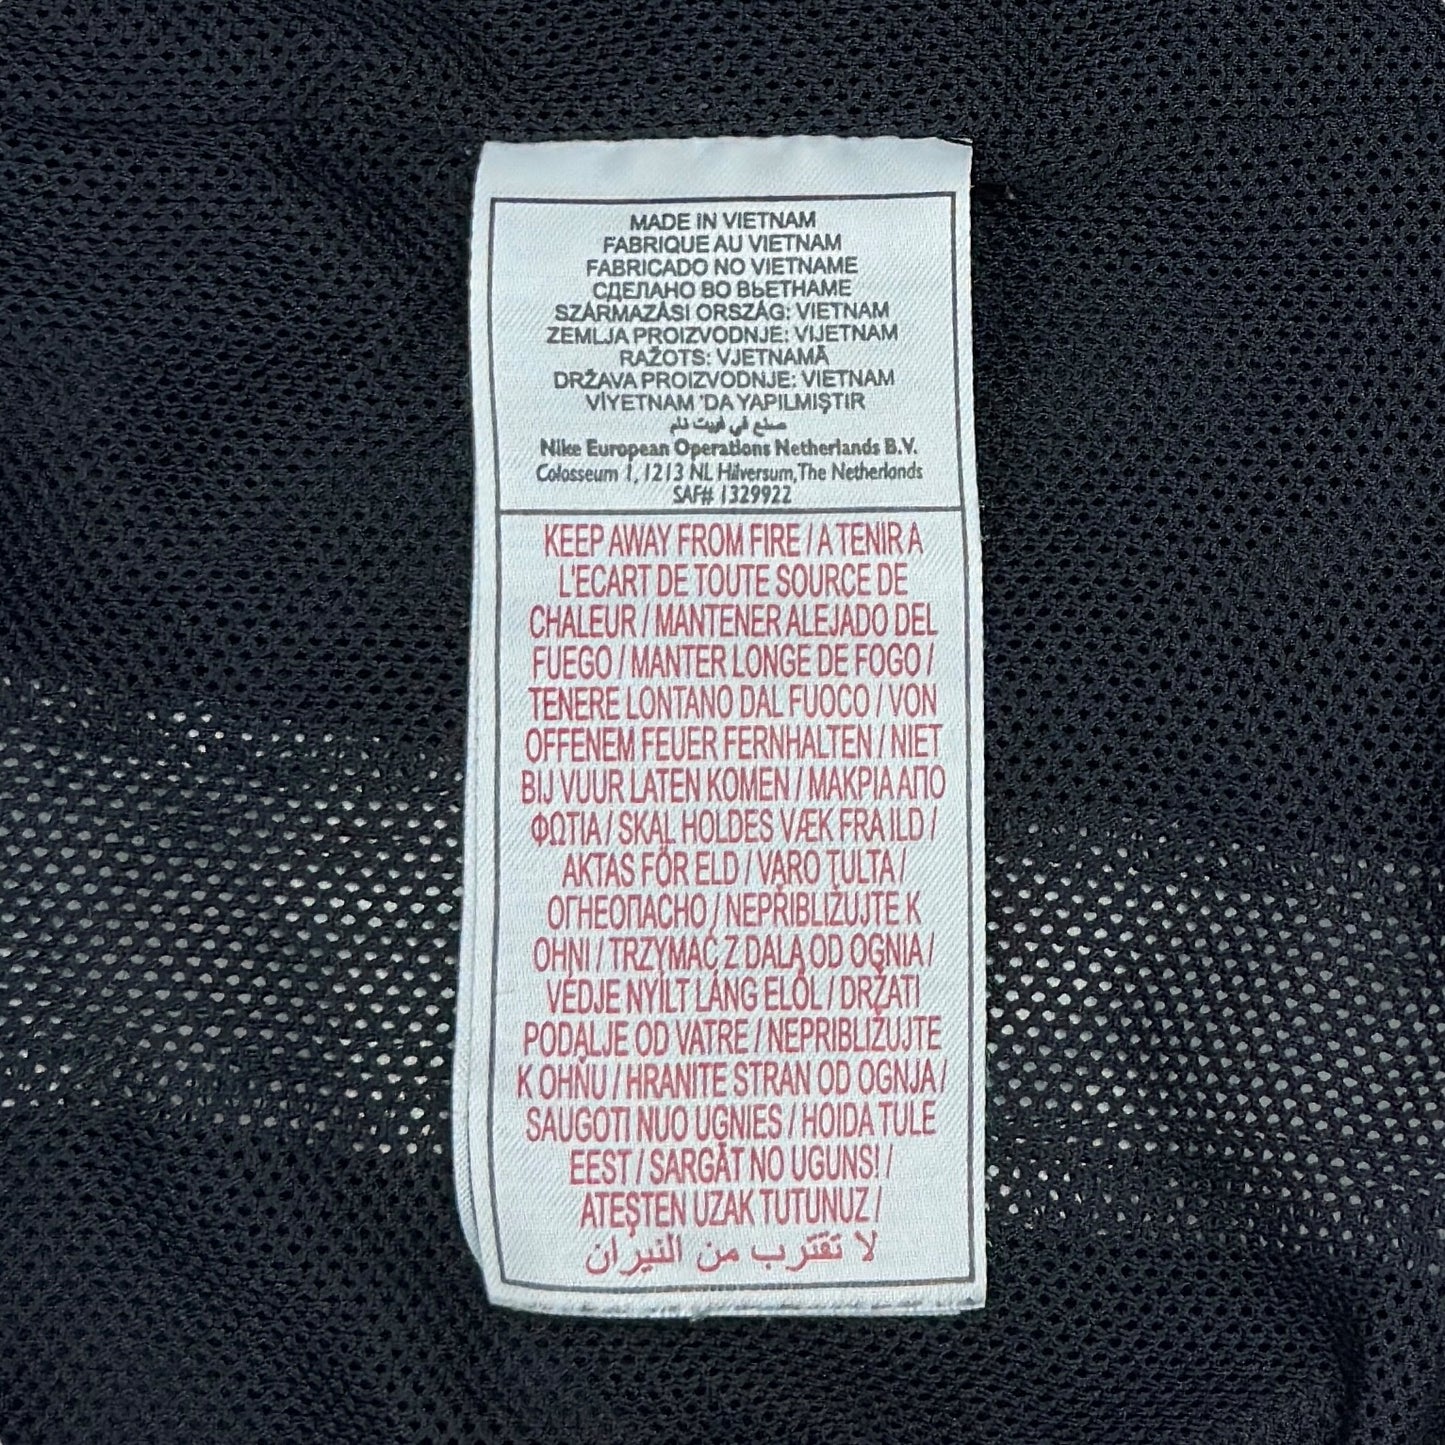 MADE IN VIETNAM
FABRIQUE AU VIETNAM
FABRICADO NO VIETNAME
СДЕЛАНО ВО ВЬЕТНАМЕ
SZÁRMAZÁSI ORSZÁG: VIETNAM
ZEMLJA PROIZVODNJE: VIJETNAM
RAŽOTS: VJETNAMĀ
DRŽAVA PROIZVODNJE: VIETNAM
VİYETNAM 'DA YAPILMIŞTIR
صنع في فييت نام
Nike European Operations Netherlands B.V.
Colosseum 1, 1213 NL Hilversum, The Netherlands
SAF# 1329922
KEEP AWAY FROM FIRE / A TENIR A
L'ECART DE TOUTE SOURCE DE
CHALEUR / MANTENER ALEJADO DEL
FUEGO / MANTER LONGE DE FOGO /
TENERE LONTANO DAL FUOCO / VON
OFFENEM FEUER FERNHALTEN / NIET
BIJ VUUR LATEN KOMEN / ΜΑΚΡΙΑ ΑΠΟ
ΦΩΤΙΑ / SKAL HOLDES VÆK FRA ILD /
AKTAS FÖR ELD / VARO TULTA /
ОГНЕОПАСНО / NEPŘIBLIŽUJTE K
OHNI / TRZYMAĆ Z DALA OD OGNIA /
VÉDJE NYÍLT LÁNG ELŐL / DRŽATI
PODALJE OD VATRE / NEPRIBLIŽUJTE
K OHŇU / HRANITE STRAN OD OGNJA /
SAUGOTI NUO UGNIES / HOIDA TULE
EEST / SARGĀT NO UGUNS! /
ATEŞTEN UZAK TUTUNUZ /
لا تقترب من النيران